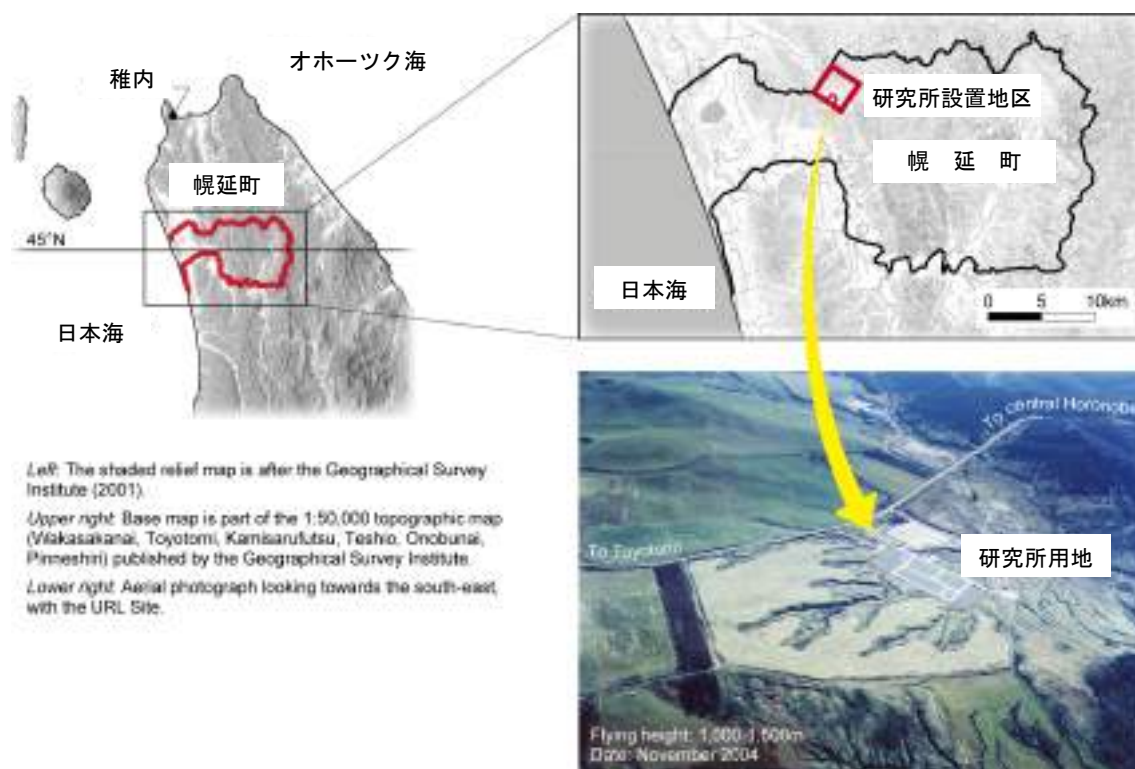 オホーツク海
稚内
幌延町
45°N
日本海
研究所設置地区
幌延町
日本海
0 5 10km
Left: The shaded relief map is after the Geographical Survey
Institute (2001).
Upper right: Base map is part of the 1:50,000 topographic map
(Wakasakanai, Toyotomi, Kamisarufutsu, Teshio, Onobunai,
Pinneshiri) published by the Geographical Survey Institute.
Lower right: Aerial photograph looking towards the south-east,
with the URL Site.
To central Horonobe
To Toyotomi
研究所用地
Flying height: 1,000-1,500m
Date: November 2004